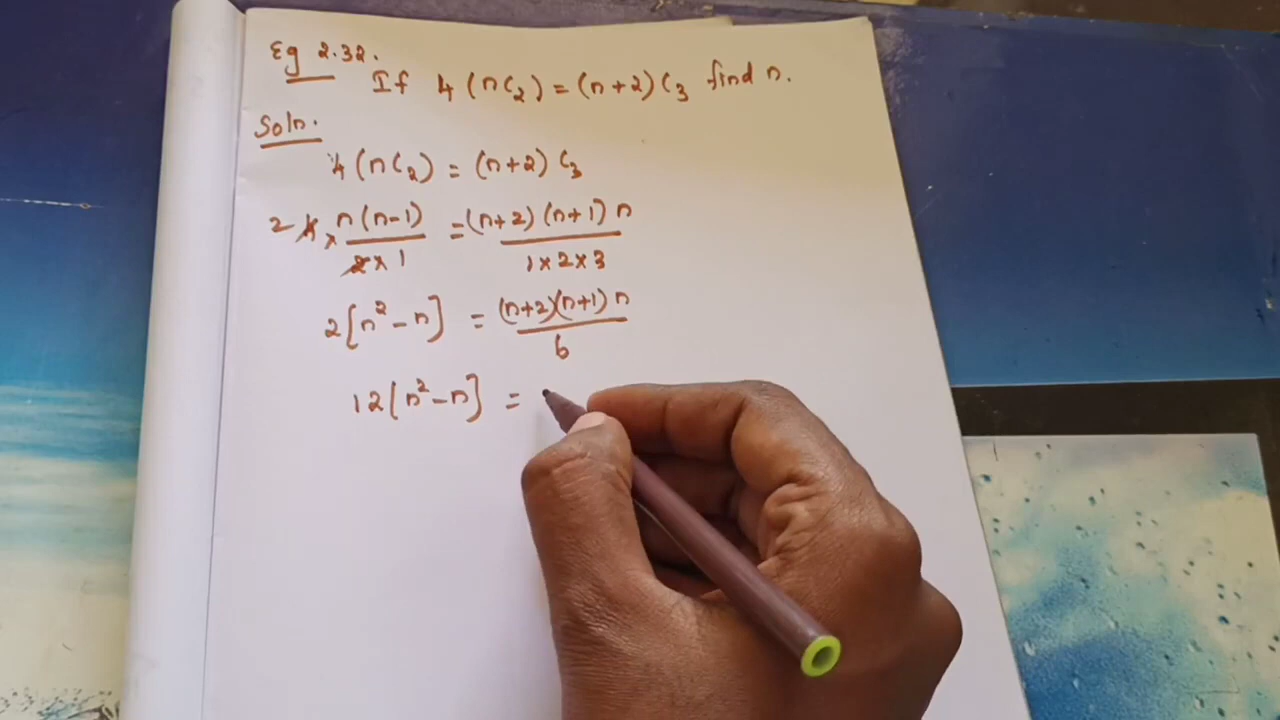 Eg 2.32.
If 4 (nC₂) = (n+2) C₃ find n.
Soln.
4 (nC₂) = (n+2) C₃
2 4 × n(n-1) / 2×1 = (n+2) (n+1) n / 1×2×3
2[n² - n] = (n+2)(n+1) n / 6
12[n² - n] =